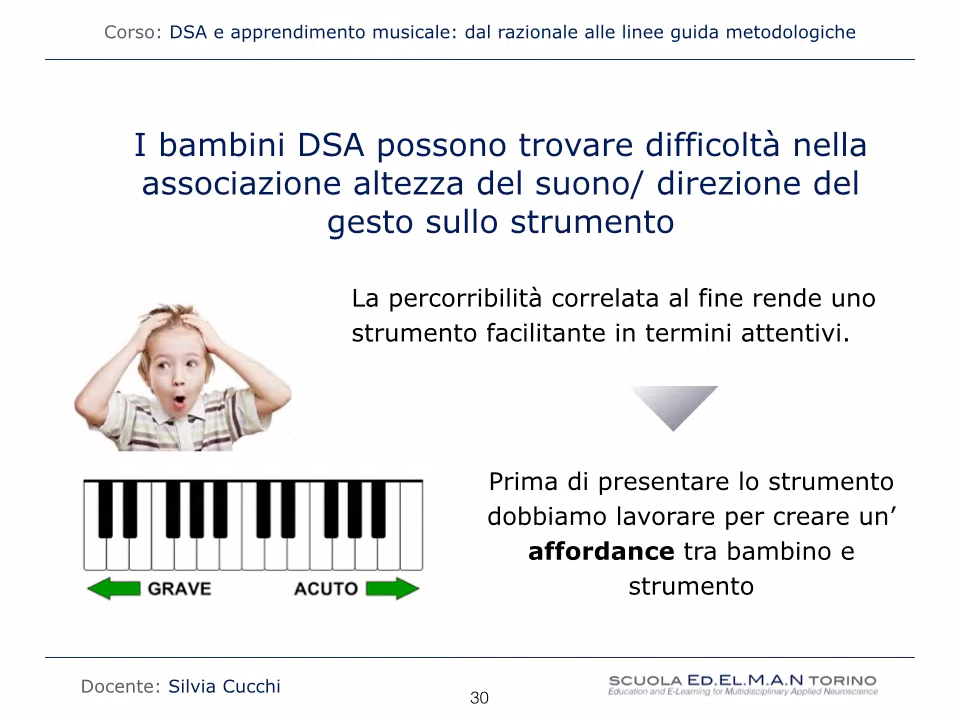 Corso: DSA e apprendimento musicale: dal razionale alle linee guida metodologiche
I bambini DSA possono trovare difficoltà nella
associazione altezza del suono/ direzione del
gesto sullo strumento
La percorribilità correlata al fine rende uno
strumento facilitante in termini attentivi.
Prima di presentare lo strumento
dobbiamo lavorare per creare un’
affordance tra bambino e
strumento
GRAVE ACUTO
Docente: Silvia Cucchi
30
SCUOLA ED.EL.M.A.N TORINO
Education and E-Learning for Multidisciplinary Applied Neuroscience